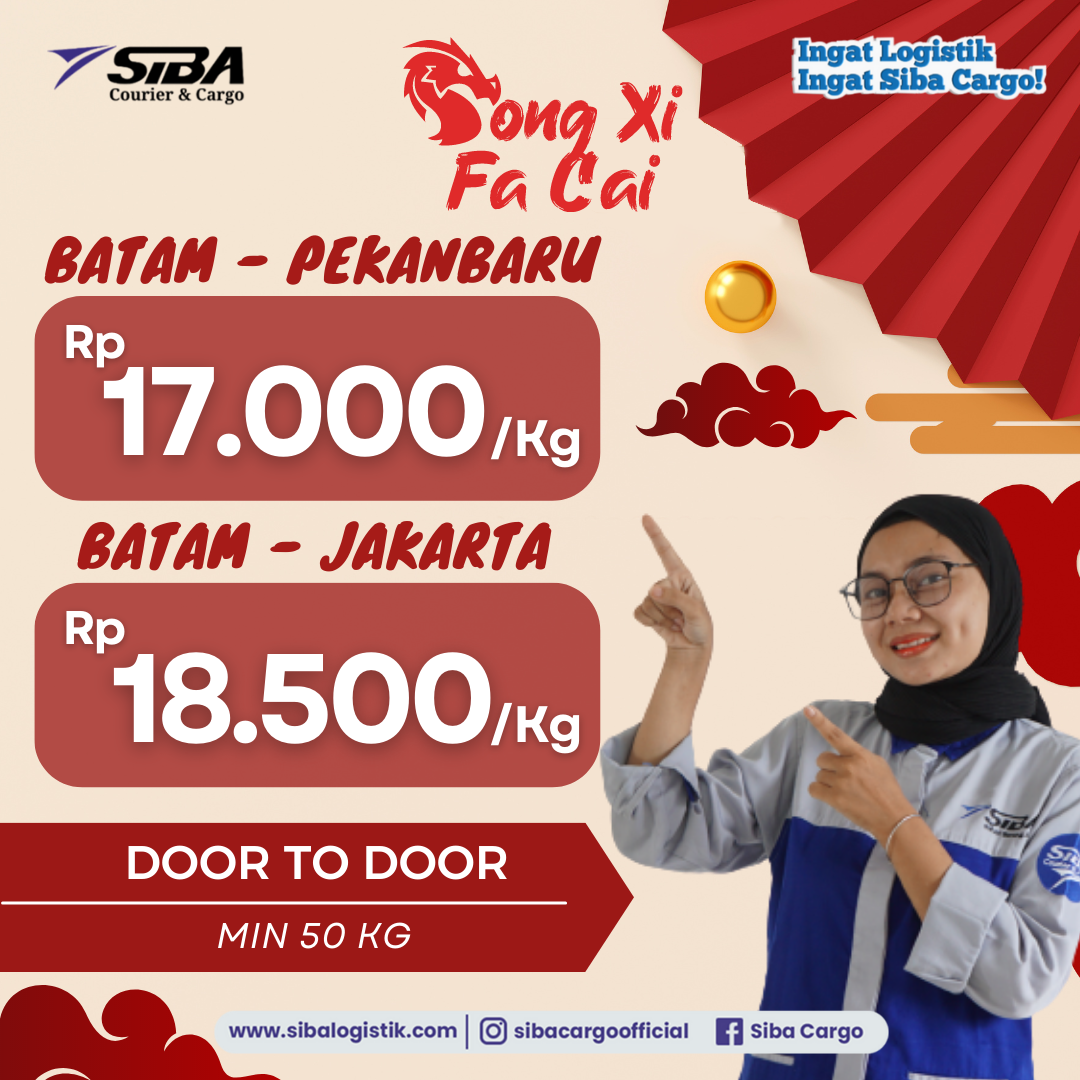 SIBA
Courier & Cargo
Gong Xi
Fa Cai
Ingat Logistik
Ingat Siba Cargo!
BATAM - PEKANBARU
Rp
17.000/Kg
BATAM - JAKARTA
Rp
18.500/Kg
DOOR TO DOOR
MIN 50 KG
SIBA
www.sibalogistik.com | sibacargoofficial Siba Cargo